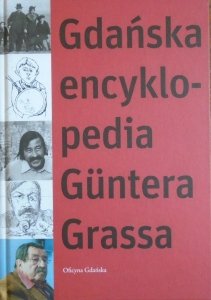 Gdańska
encyklo-
pedia
Güntera
Grassa
Oficyna Gdańska